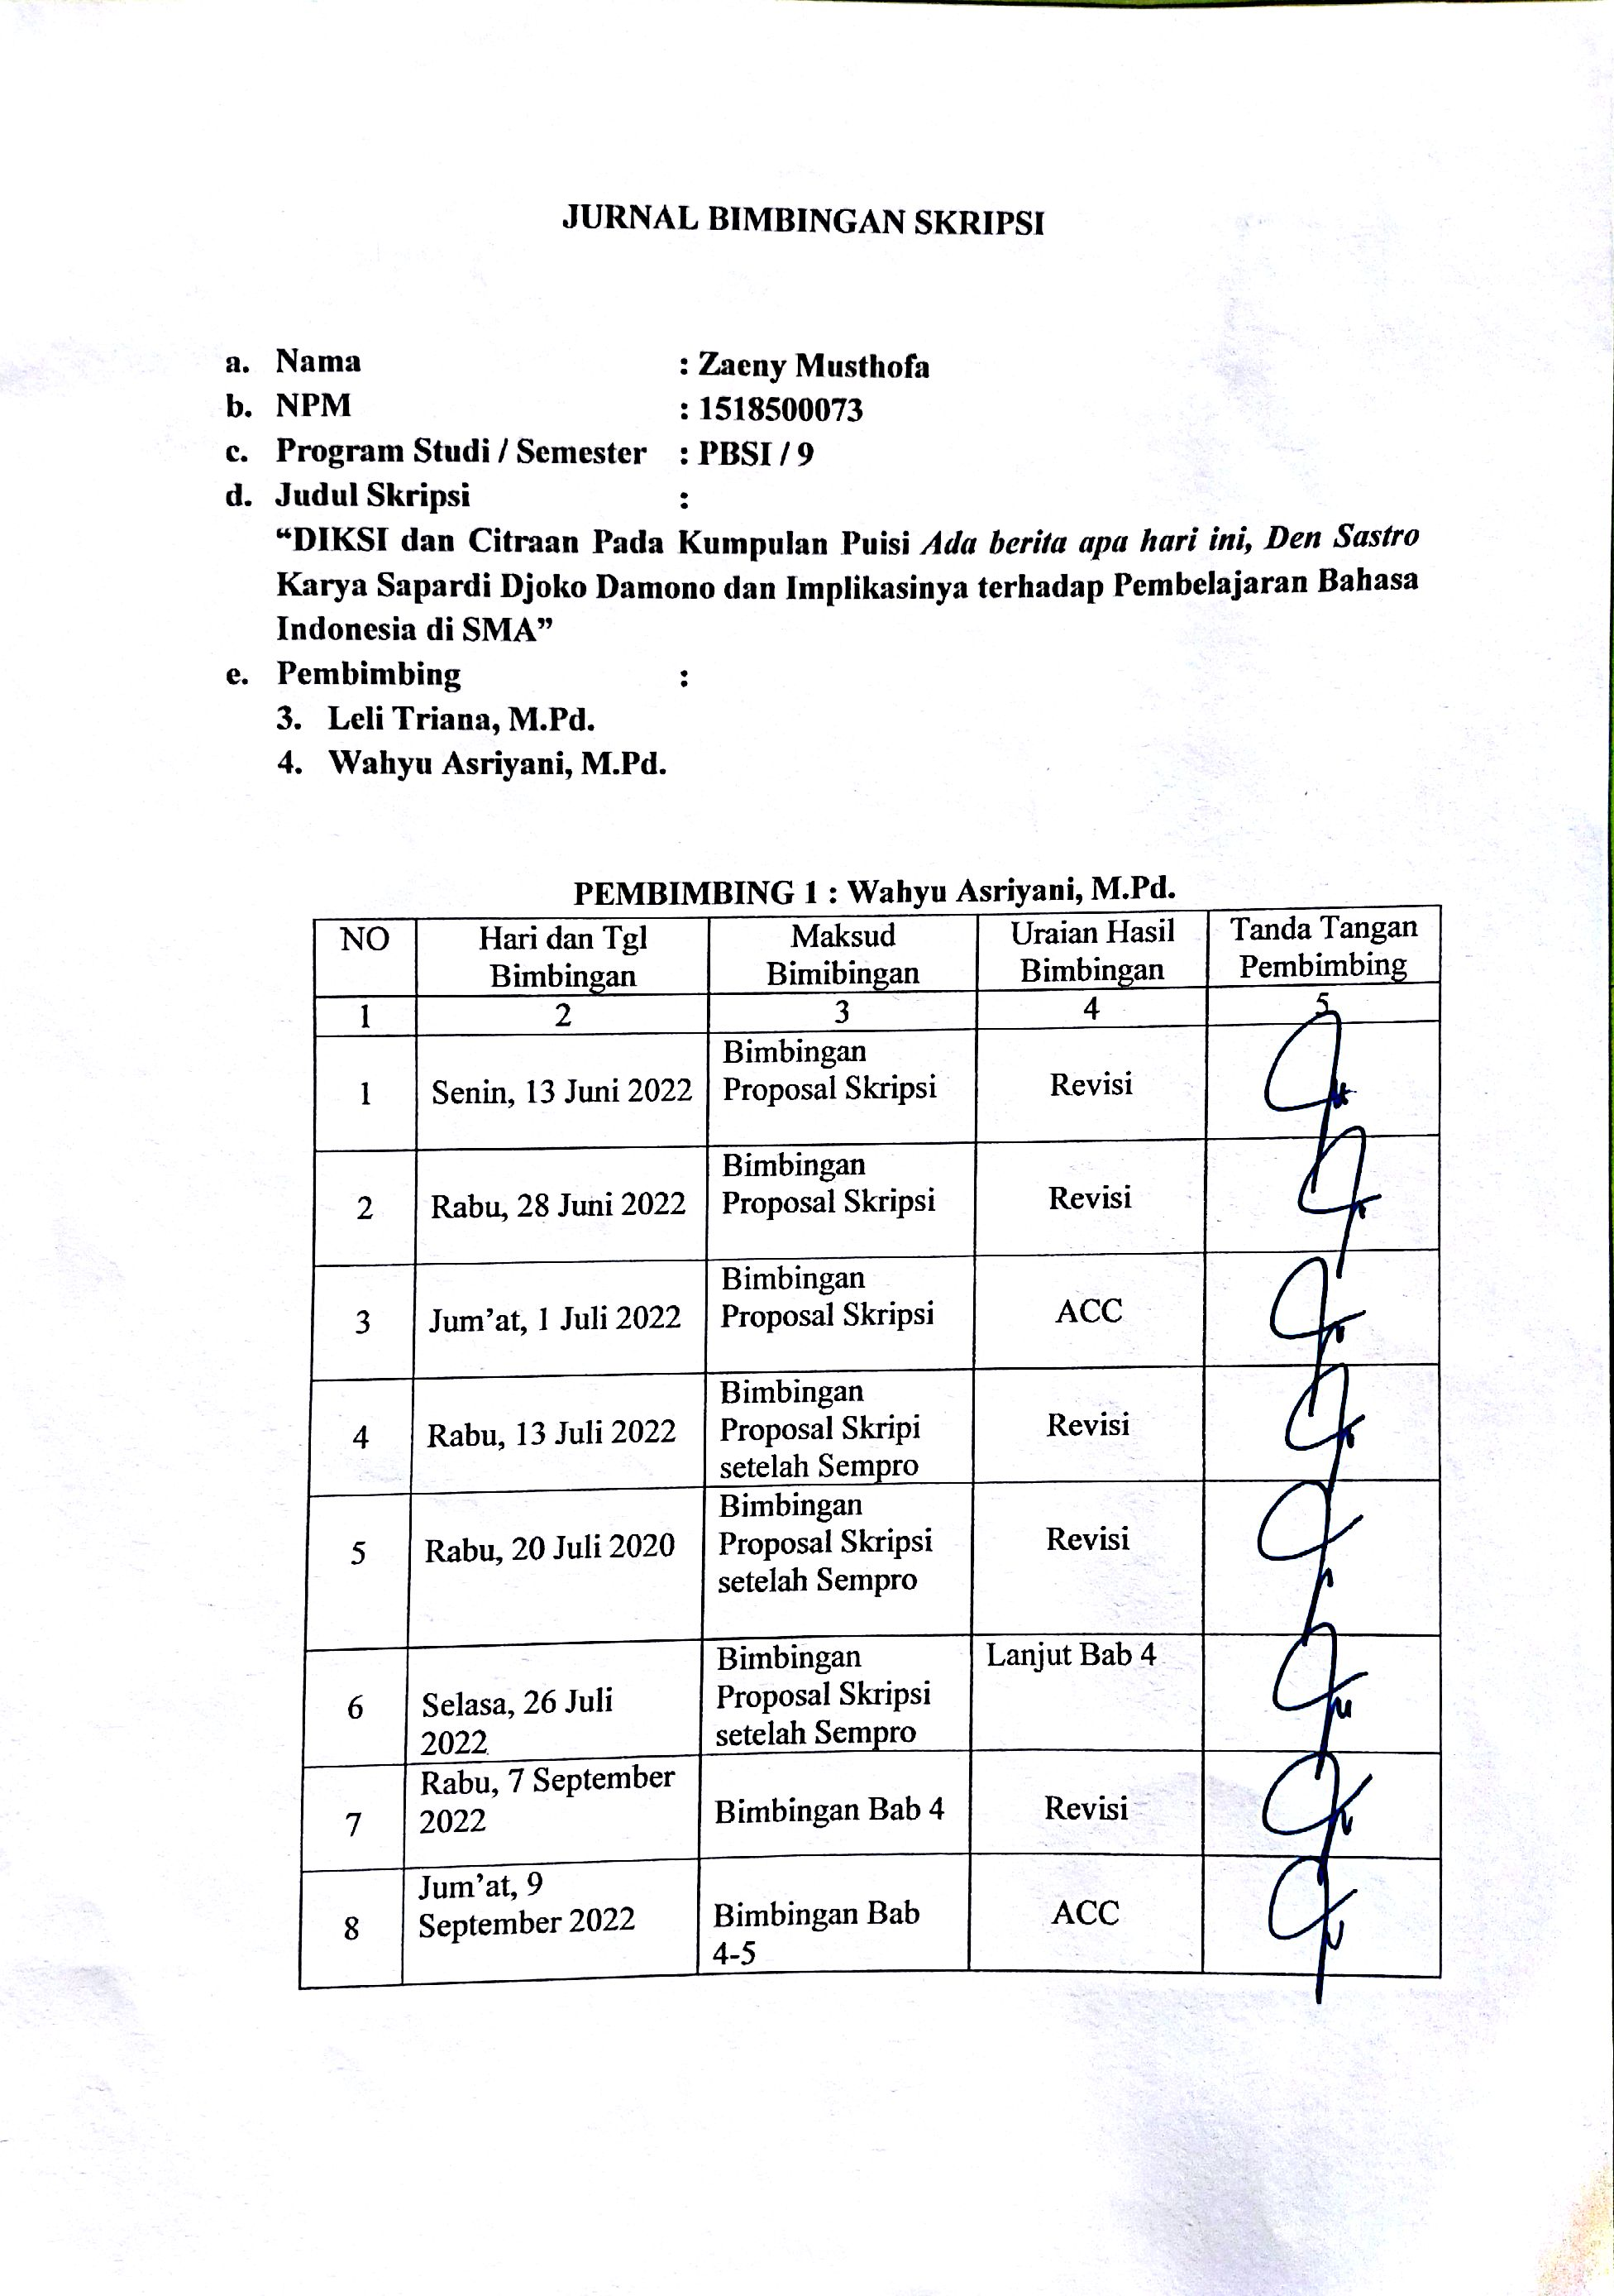 JURNAL BIMBINGAN SKRIPSI
a. Nama : Zaeny Musthofa
b. NPM : 1518500073
c. Program Studi / Semester : PBSI / 9
d. Judul Skripsi :
“DIKSI dan Citraan Pada Kumpulan Puisi Ada berita apa hari ini, Den Sastro
Karya Sapardi Djoko Damono dan Implikasinya terhadap Pembelajaran Bahasa
Indonesia di SMA”
e. Pembimbing :
3. Leli Triana, M.Pd.
4. Wahyu Asriyani, M.Pd.
PEMBIMBING 1 : Wahyu Asriyani, M.Pd.
NO Hari dan Tgl Maksud Uraian Hasil Tanda Tangan
Bimbingan Bimibingan Bimbingan Pembimbing
1 2 3 4 5
Bimbingan
1 Senin, 13 Juni 2022 Proposal Skripsi Revisi
Bimbingan
2 Rabu, 28 Juni 2022 Proposal Skripsi Revisi
Bimbingan
3 Jum’at, 1 Juli 2022 Proposal Skripsi ACC
Bimbingan
4 Rabu, 13 Juli 2022 Proposal Skripi Revisi
setelah Sempro
Bimbingan
5 Rabu, 20 Juli 2020 Proposal Skripsi Revisi
setelah Sempro
Bimbingan Lanjut Bab 4
6 Selasa, 26 Juli Proposal Skripsi
2022 setelah Sempro
Rabu, 7 September
7 2022 Bimbingan Bab 4 Revisi
Jum’at, 9
8 September 2022 Bimbingan Bab ACC
4-5